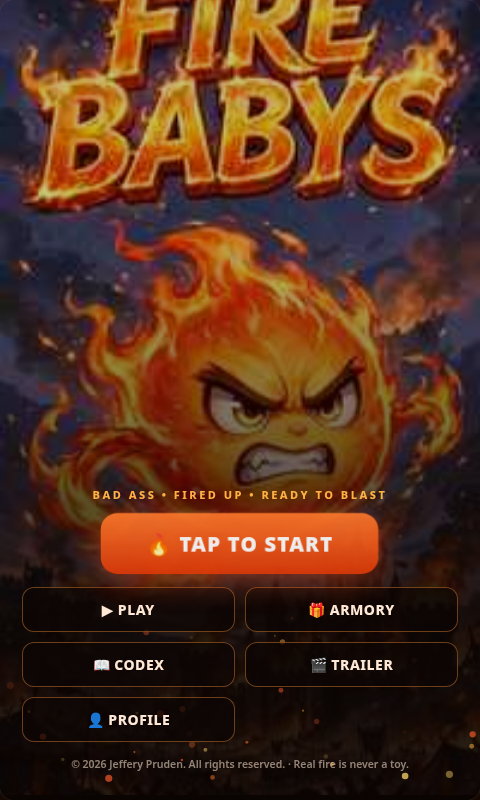 FIRE
BABYS
BAD ASS • FIRED UP • READY TO BLAST
🔥 TAP TO START
▶ PLAY
🎁 ARMORY
📖 CODEX
🎬 TRAILER
👤 PROFILE
© 2026 Jeffery Pruden. All rights reserved. · Real fire is never a toy.